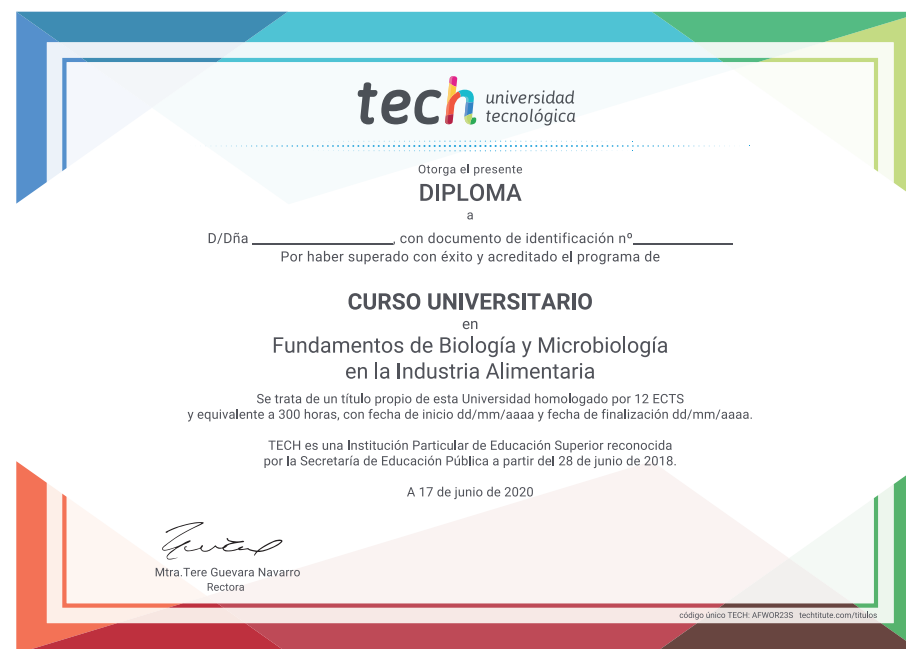 tech universidad
tecnológica
Otorga el presente
DIPLOMA
a
D/Dña ____________________, con documento de identificación nº______________
Por haber superado con éxito y acreditado el programa de
CURSO UNIVERSITARIO
en
Fundamentos de Biología y Microbiología
en la Industria Alimentaria
Se trata de un título propio de esta Universidad homologado por 12 ECTS
y equivalente a 300 horas, con fecha de inicio dd/mm/aaaa y fecha de finalización dd/mm/aaaa.
TECH es una Institución Particular de Educación Superior reconocida
por la Secretaría de Educación Pública a partir del 28 de junio de 2018.
A 17 de junio de 2020
Mtra.Tere Guevara Navarro
Rectora
código único TECH: AFWOR23S techtitute.com/titulos